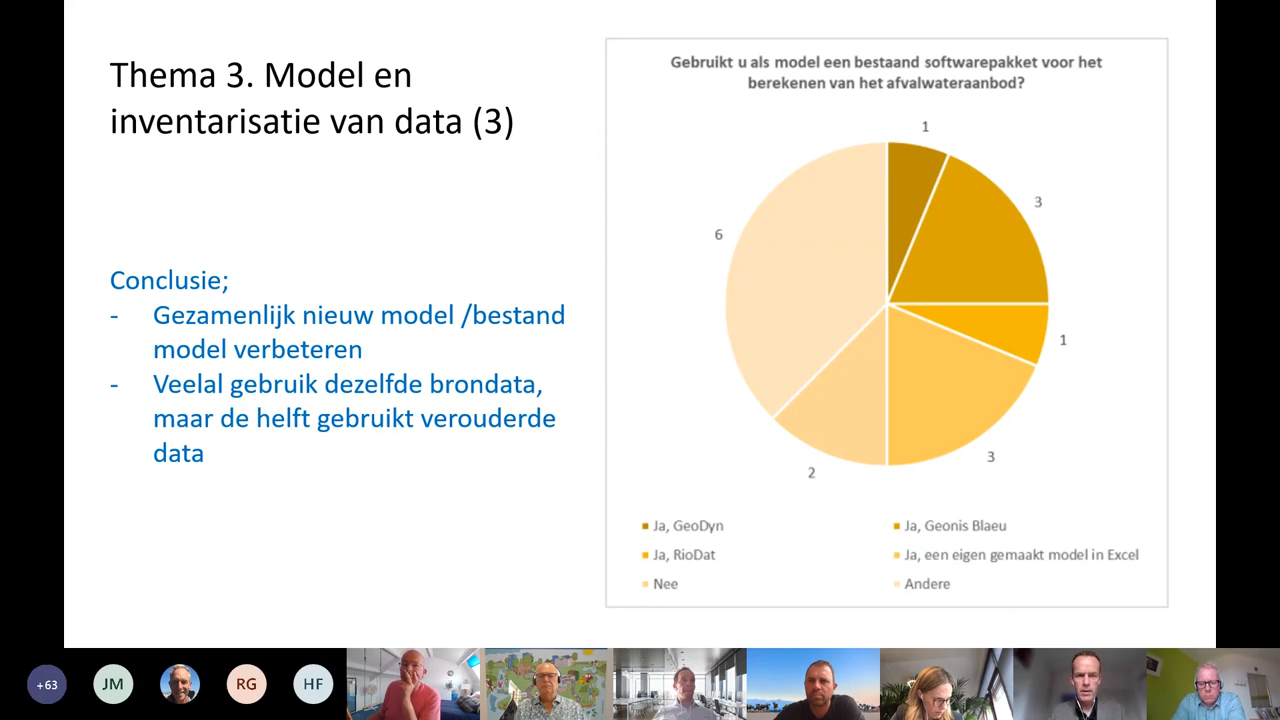 Thema 3. Model en
inventarisatie van data (3)
Conclusie;
- Gezamenlijk nieuw model /bestand
model verbeteren
- Veelal gebruik dezelfde brondata,
maar de helft gebruikt verouderde
data
Gebruikt u als model een bestaand softwarepakket voor het
berekenen van het afvalwateraanbod?
1
3
6
1
3
2
Ja, GeoDyn
Ja, Geonis Blaeu
Ja, RioDat
Ja, een eigen gemaakt model in Excel
Nee
Andere
+63
JM
RG
HF